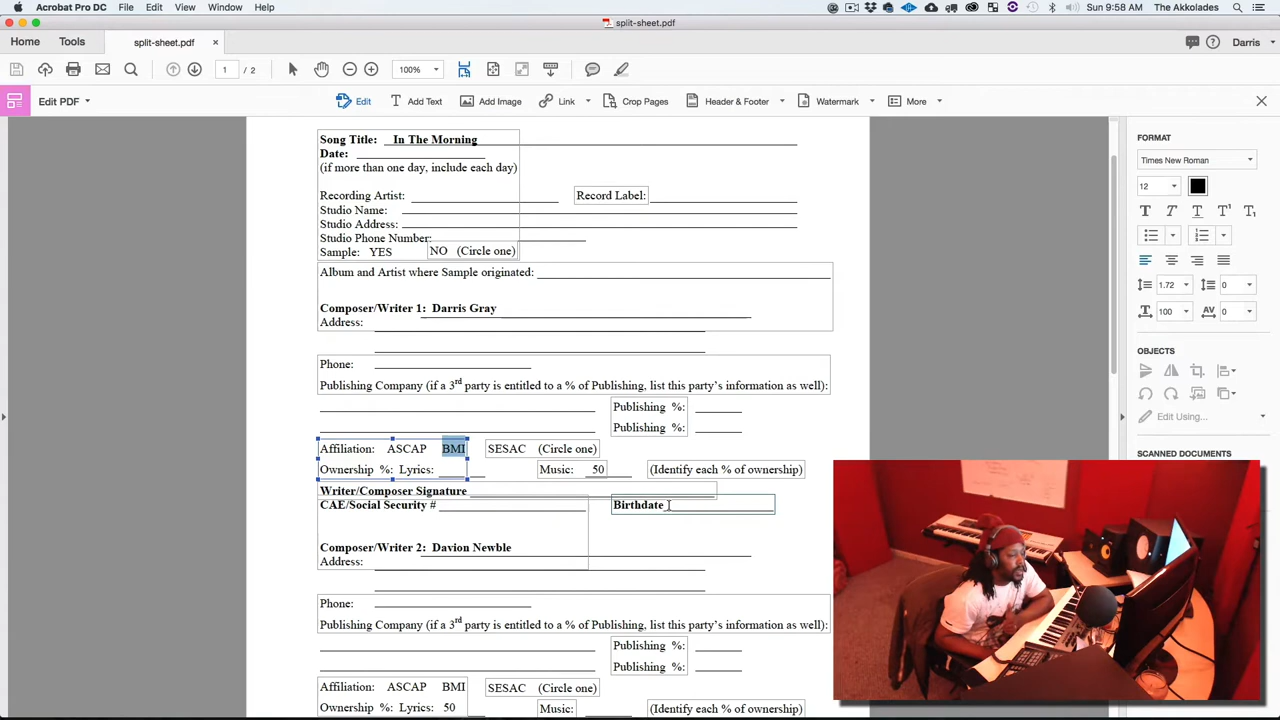 Acrobat Pro DC File Edit View Window Help Sun 9:58 AM The Akkolades
split-sheet.pdf
Home Tools split-sheet.pdf × Darris
1 / 2 100%
Edit PDF Edit Add Text Add Image Link Crop Pages Header & Footer Watermark More
FORMAT
Times New Roman
12
1.72 0
100 0
OBJECTS
Edit Using...
SCANNED DOCUMENTS
Song Title: In The Morning
Date:
(if more than one day, include each day)
Recording Artist: Record Label:
Studio Name:
Studio Address:
Studio Phone Number:
Sample: YES NO (Circle one)
Album and Artist where Sample originated:
Composer/Writer 1: Darris Gray
Address:
Phone:
Publishing Company (if a 3rd party is entitled to a % of Publishing, list this party's information as well):
Publishing %:
Publishing %:
Affiliation: ASCAP BMI SESAC (Circle one)
Ownership %: Lyrics: Music: 50 (Identify each % of ownership)
Writer/Composer Signature
CAE/Social Security # Birthdate
Composer/Writer 2: Davion Newble
Address:
Phone:
Publishing Company (if a 3rd party is entitled to a % of Publishing, list this party's information as well):
Publishing %:
Publishing %:
Affiliation: ASCAP BMI SESAC (Circle one)
Ownership %: Lyrics: 50 Music: (Identify each % of ownership)